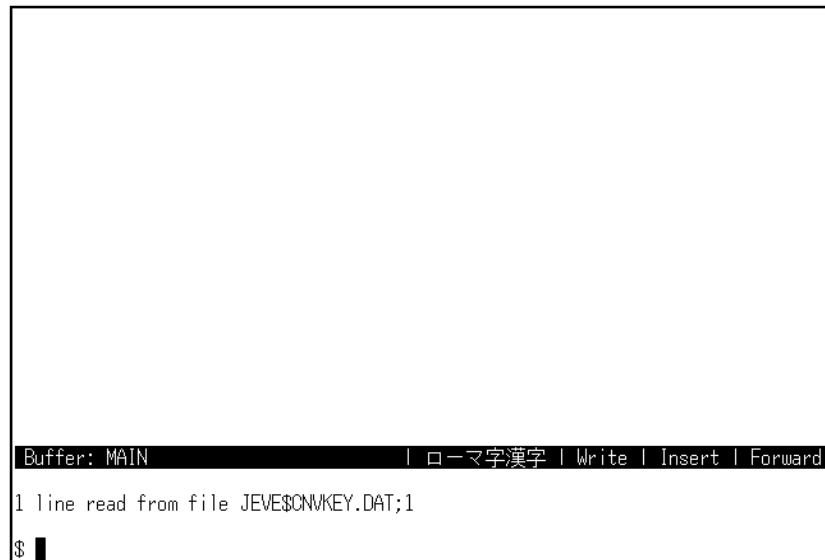 Buffer: MAIN | ローマ字漢字 | Write | Insert | Forward
1 line read from file JEVE$CNVKEY.DAT;1
$